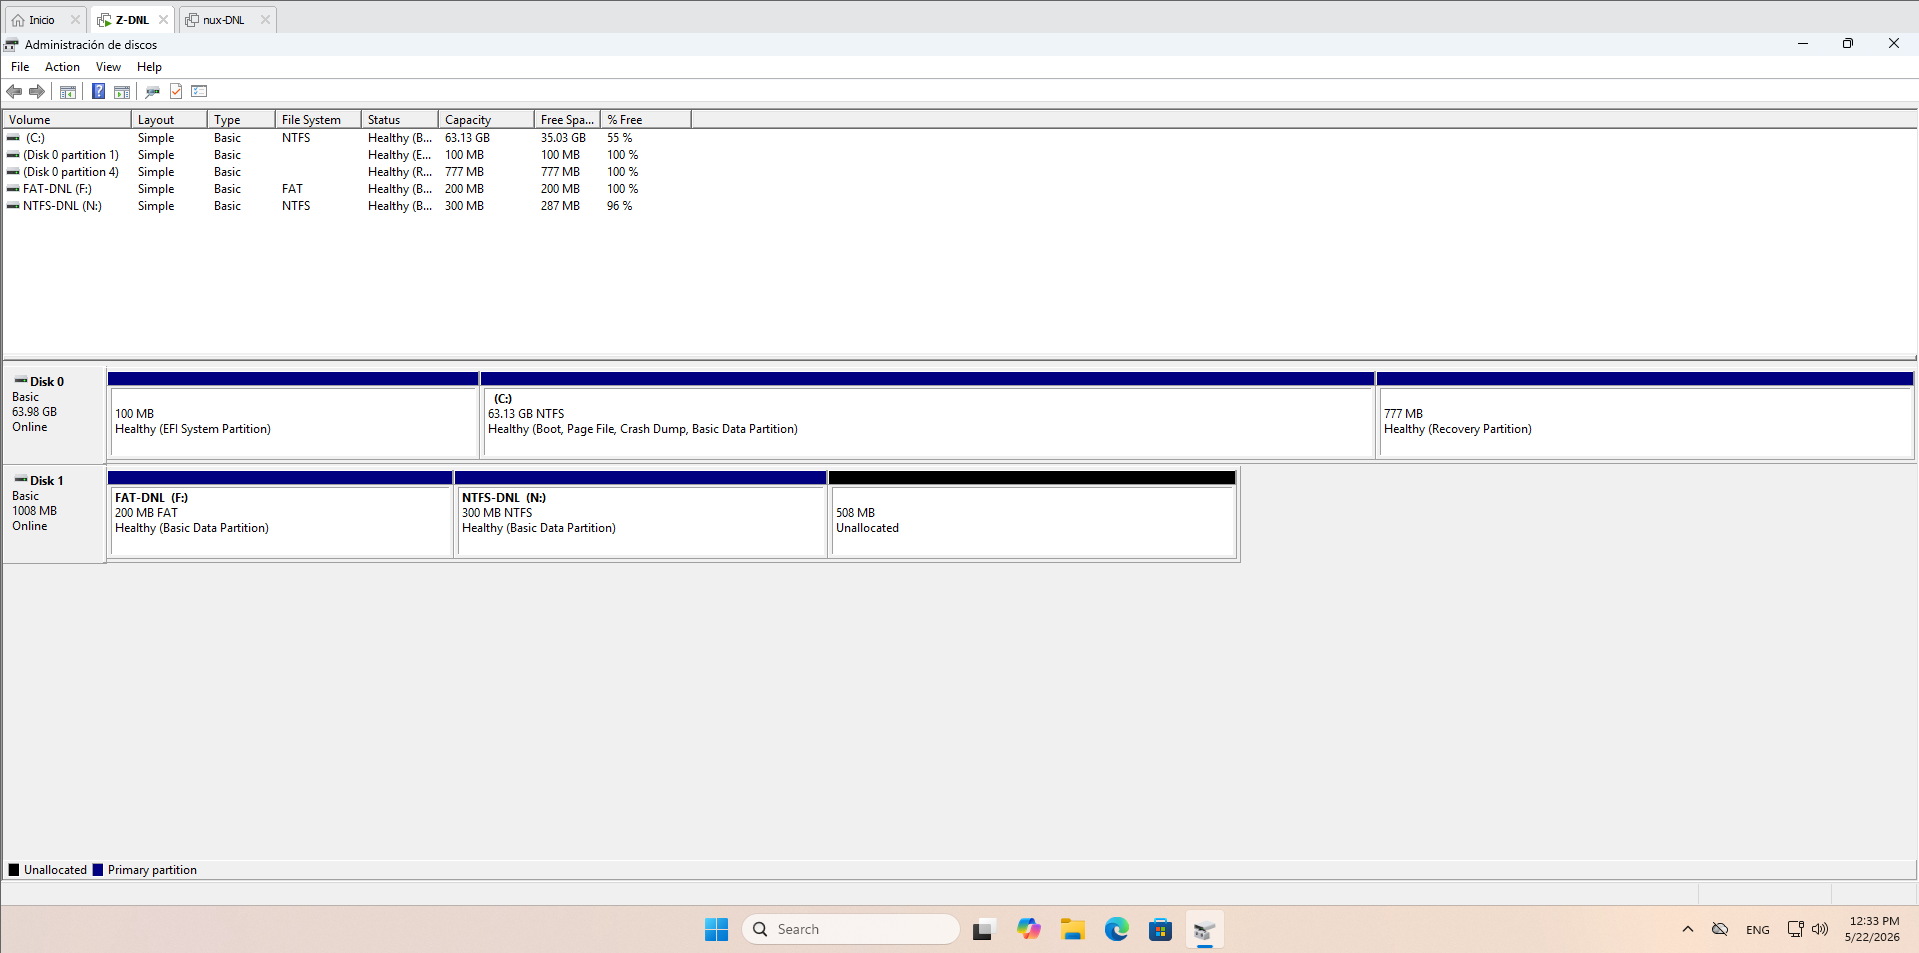 Inicio Z-DNL nux-DNL
Administración de discos
File Action View Help
Volume Layout Type File System Status Capacity Free Spa... % Free
(C:) Simple Basic NTFS Healthy (B... 63.13 GB 35.03 GB 55 %
(Disk 0 partition 1) Simple Basic Healthy (E... 100 MB 100 MB 100 %
(Disk 0 partition 4) Simple Basic Healthy (R... 777 MB 777 MB 100 %
FAT-DNL (F:) Simple Basic FAT Healthy (B... 200 MB 200 MB 100 %
NTFS-DNL (N:) Simple Basic NTFS Healthy (B... 300 MB 287 MB 96 %
Disk 0
Basic
63.98 GB
Online
100 MB
Healthy (EFI System Partition)
(C:)
63.13 GB NTFS
Healthy (Boot, Page File, Crash Dump, Basic Data Partition)
777 MB
Healthy (Recovery Partition)
Disk 1
Basic
1008 MB
Online
FAT-DNL (F:)
200 MB FAT
Healthy (Basic Data Partition)
NTFS-DNL (N:)
300 MB NTFS
Healthy (Basic Data Partition)
508 MB
Unallocated
Unallocated Primary partition
Search
ENG
12:33 PM
5/22/2026